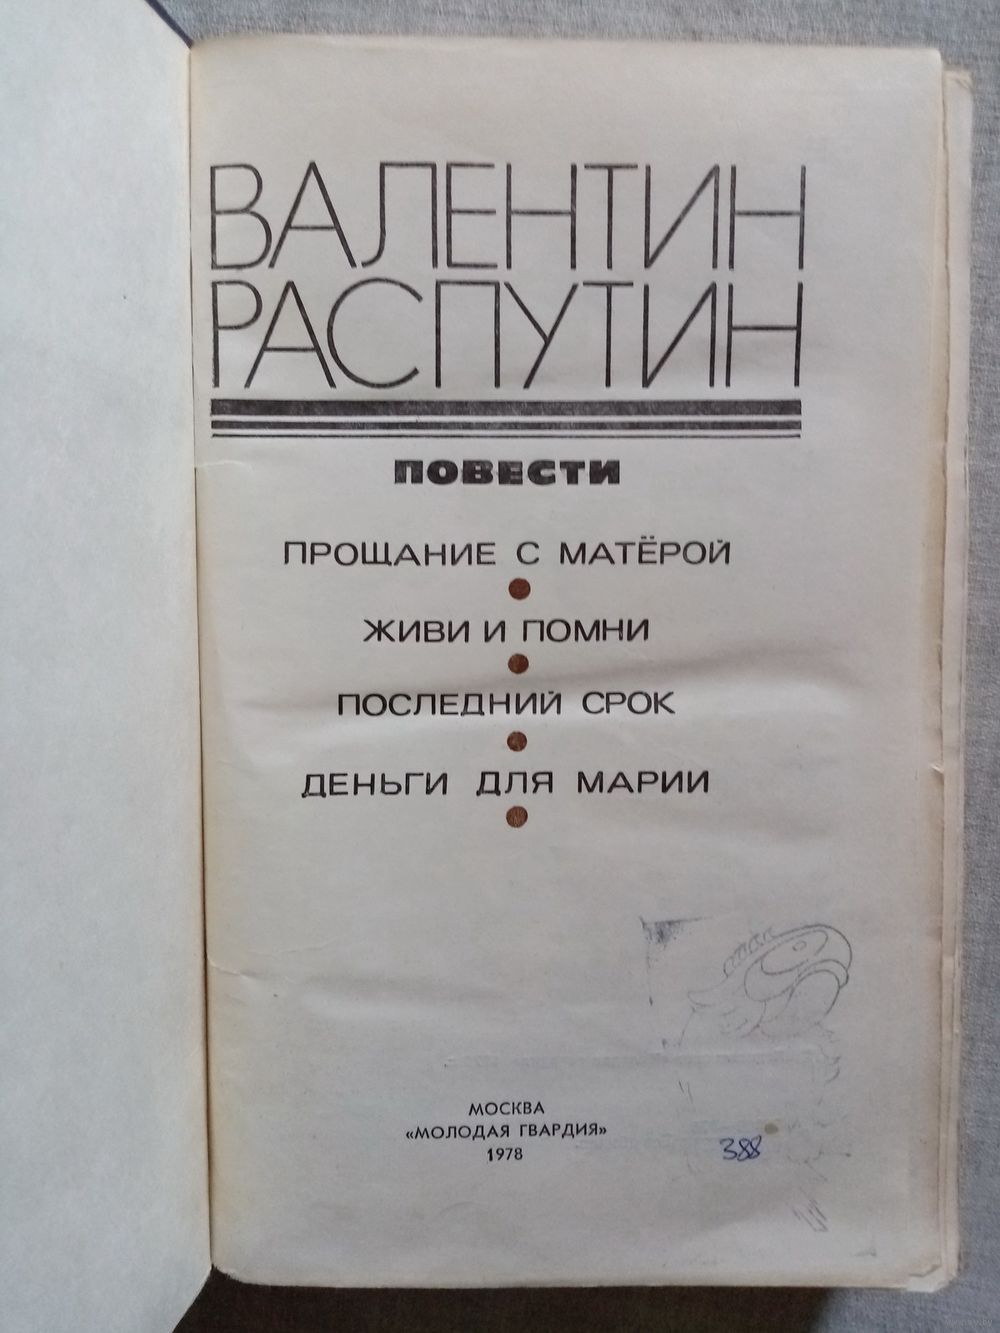 ВАЛЕНТИН
РАСПУТИН
ПОВЕСТИ
ПРОЩАНИЕ С МАТЁРОЙ
ЖИВИ И ПОМНИ
ПОСЛЕДНИЙ СРОК
ДЕНЬГИ ДЛЯ МАРИИ
МОСКВА
«МОЛОДАЯ ГВАРДИЯ»
1978
388